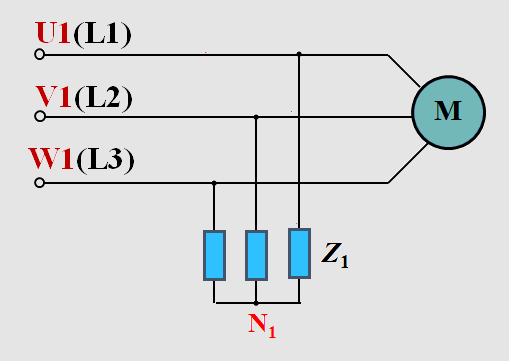 U1(L1)
V1(L2)
M
W1(L3)
Z1
N1